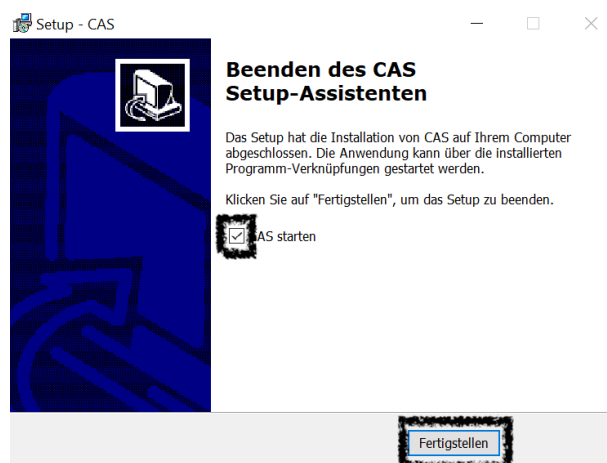 Setup - CAS
Beenden des CAS
Setup-Assistenten
Das Setup hat die Installation von CAS auf Ihrem Computer
abgeschlossen. Die Anwendung kann über die installierten
Programm-Verknüpfungen gestartet werden.
Klicken Sie auf "Fertigstellen", um das Setup zu beenden.
AS starten
Fertigstellen